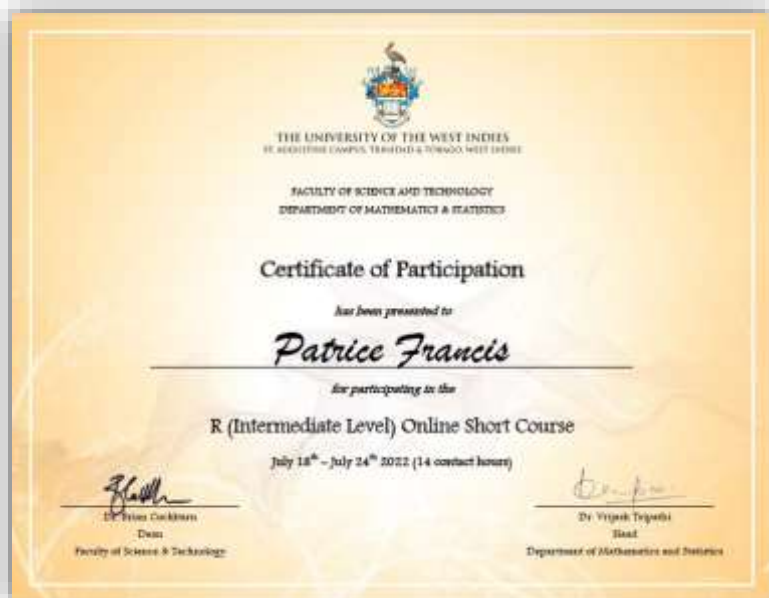 THE UNIVERSITY OF THE WEST INDIES
ST. AUGUSTINE CAMPUS, TRINIDAD & TOBAGO, WEST INDIES
FACULTY OF SCIENCE AND TECHNOLOGY
DEPARTMENT OF MATHEMATICS & STATISTICS
Certificate of Participation
has been presented to
Patrice Francis
for participating in the
R (Intermediate Level) Online Short Course
July 18th – July 24th 2022 (14 contact hours)
Dr. Brian Cockburn
Dean
Faculty of Science & Technology
Dr. Tripathi
Head
Department of Mathematics and Statistics